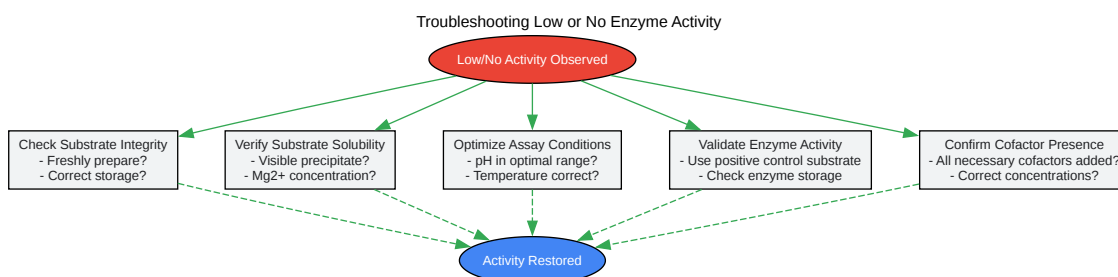 Troubleshooting Low or No Enzyme Activity
Low/No Activity Observed
Check Substrate Integrity
- Freshly prepare?
- Correct storage?
Verify Substrate Solubility
- Visible precipitate?
- Mg2+ concentration?
Optimize Assay Conditions
- pH in optimal range?
- Temperature correct?
Validate Enzyme Activity
- Use positive control substrate
- Check enzyme storage
Confirm Cofactor Presence
- All necessary cofactors added?
- Correct concentrations?
Activity Restored